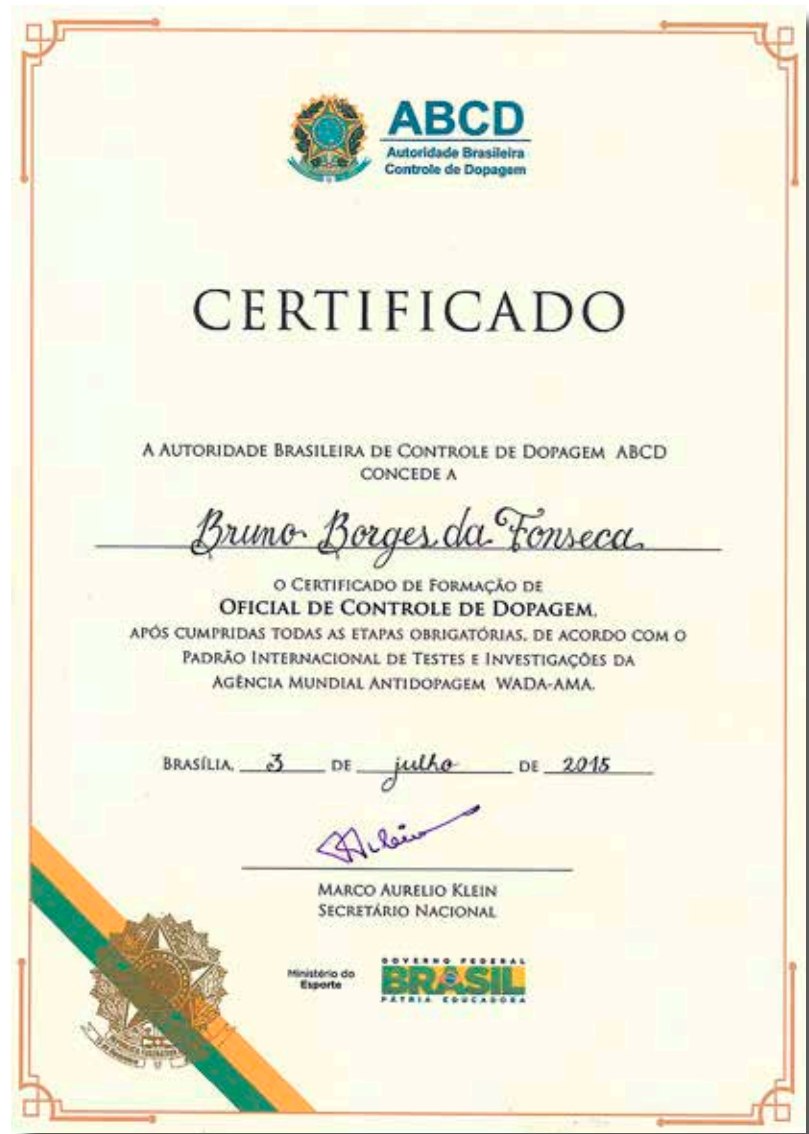 ABCD
Autoridade Brasileira
Controle de Dopagem
CERTIFICADO
A AUTORIDADE BRASILEIRA DE CONTROLE DE DOPAGEM ABCD
CONCEDE A
Bruno Borges da Fonseca
O CERTIFICADO DE FORMAÇÃO DE
OFICIAL DE CONTROLE DE DOPAGEM,
APÓS CUMPRIDAS TODAS AS ETAPAS OBRIGATÓRIAS, DE ACORDO COM O
PADRÃO INTERNACIONAL DE TESTES E INVESTIGAÇÕES DA
AGÊNCIA MUNDIAL ANTIDOPAGEM WADA-AMA.
BRASÍLIA, 3 DE julho DE 2015
MARCO AURELIO KLEIN
SECRETÁRIO NACIONAL
Ministério do
Esporte
GOVERNO FEDERAL
BRASIL
PÁTRIA EDUCADORA